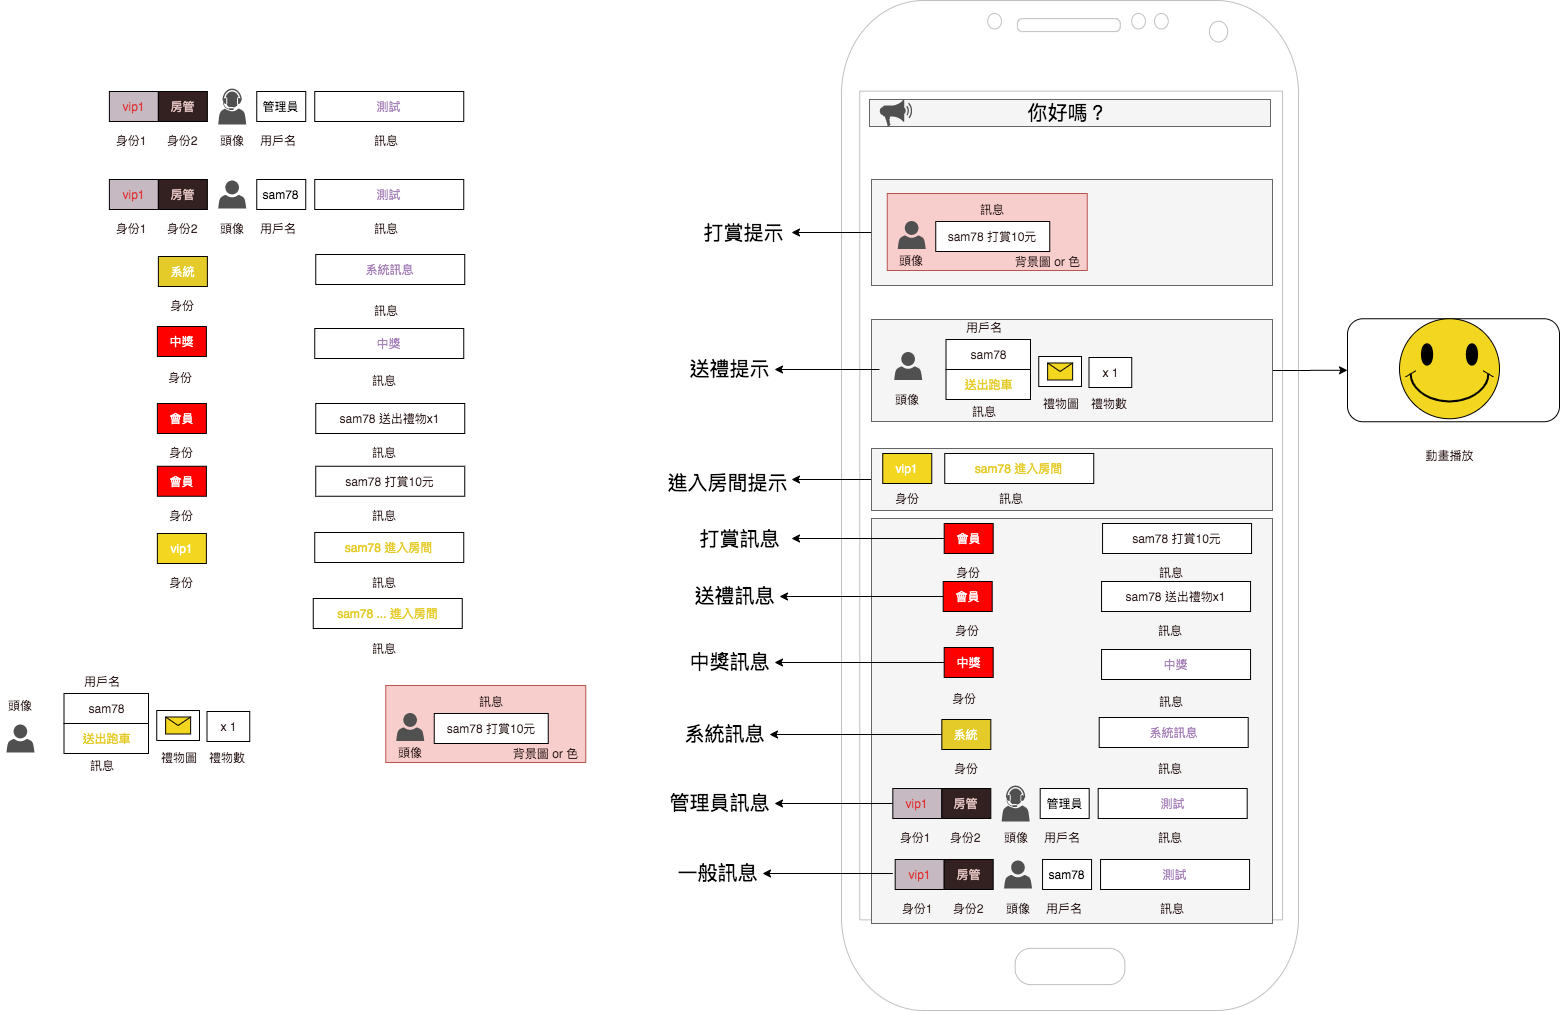 vip1 房管 管理員 測試
身份1 身份2 頭像 用戶名 訊息
vip1 房管 sam78 測試
身份1 身份2 頭像 用戶名 訊息
系統 系統訊息
身份 訊息
中獎 中獎
身份 訊息
會員 sam78 送出禮物x1
身份 訊息
會員 sam78 打賞10元
身份 訊息
vip1 sam78 進入房間
身份 訊息
sam78 ... 進入房間
訊息
用戶名
頭像 sam78
送出跑車 x 1
訊息 禮物圖 禮物數
訊息
sam78 打賞10元
頭像 背景圖 or 色
你好嗎？
打賞提示
訊息
sam78 打賞10元
頭像 背景圖 or 色
送禮提示
用戶名
sam78
送出跑車 x 1
頭像 禮物圖 禮物數
訊息
動畫播放
進入房間提示
vip1 sam78 進入房間
身份 訊息
打賞訊息 會員 sam78 打賞10元
身份 訊息
送禮訊息 會員 sam78 送出禮物x1
身份 訊息
中獎訊息 中獎 中獎
身份 訊息
系統訊息 系統 系統訊息
身份 訊息
管理員訊息 vip1 房管 管理員 測試
身份1 身份2 頭像 用戶名 訊息
一般訊息 vip1 房管 sam78 測試
身份1 身份2 頭像 用戶名 訊息